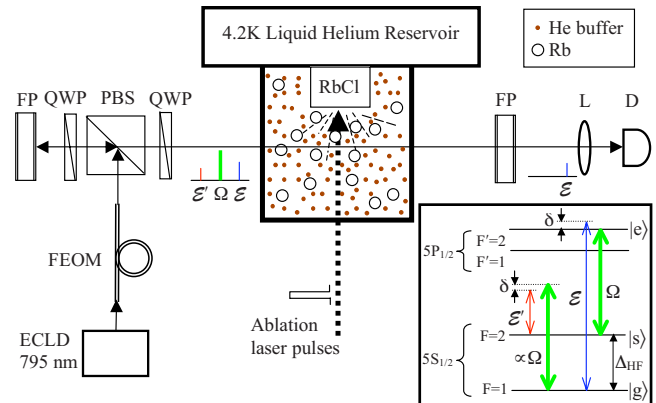 4.2K Liquid Helium Reservoir
He buffer
Rb
RbCl
FP QWP PBS QWP
FP L D
ℰ′ Ω ℰ
ℰ
FEOM
ECLD
795 nm
Ablation
laser pulses
δ
|e⟩
5P1/2
F′=2
F′=1
δ
ℰ
Ω
ℰ′
F=2
|s⟩
5S1/2
∝Ω
ΔHF
F=1
|g⟩